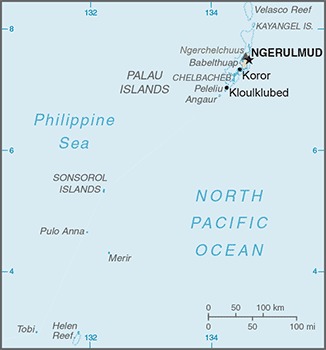 132
134
Velasco Reef
8
KAYANGEL IS.
Ngerchelchuus
NGERULMUD
Babelthuap
PALAU
ISLANDS
CHELBACHEB
Koror
Peleliu
Kloulklubed
Angaur
Philippine
Sea
6
6
SONSOROL
ISLANDS
NORTH
PACIFIC
OCEAN
Pulo Anna
Merir
4
4
0 50 100 km
0 50 100 mi
Tobi
Helen
Reef
132
134